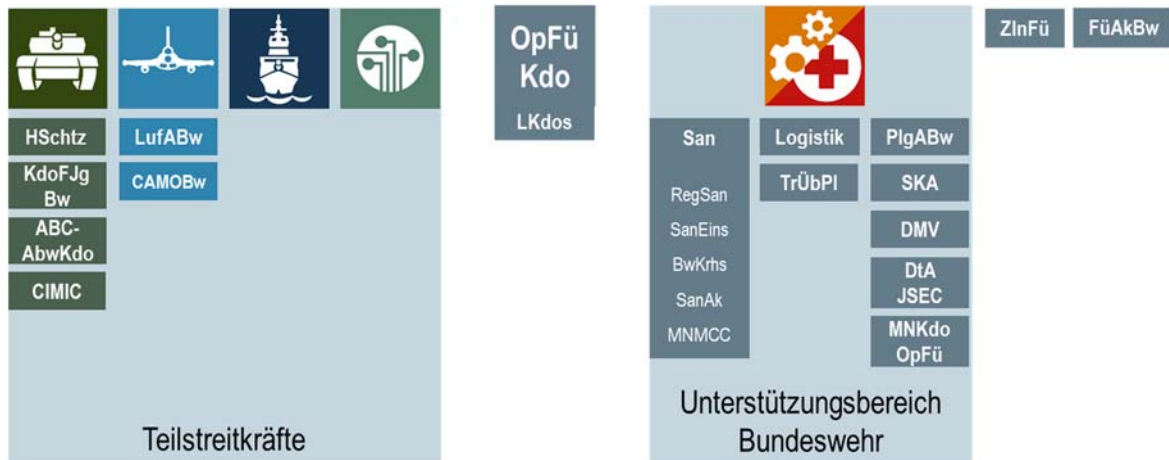 HSchtz
KdoFJg
Bw
ABC-
AbwKdo
CIMIC
LufABw
CAMOBw
Teilstreitkräfte
OpFü
Kdo
LKdos
San
RegSan
SanEins
BwKrhs
SanAk
MNMCC
Logistik
TrÜbPl
PlgABw
SKA
DMV
DtA
JSEC
MNKdo
OpFü
Unterstützungsbereich
Bundeswehr
ZInFü
FüAkBw